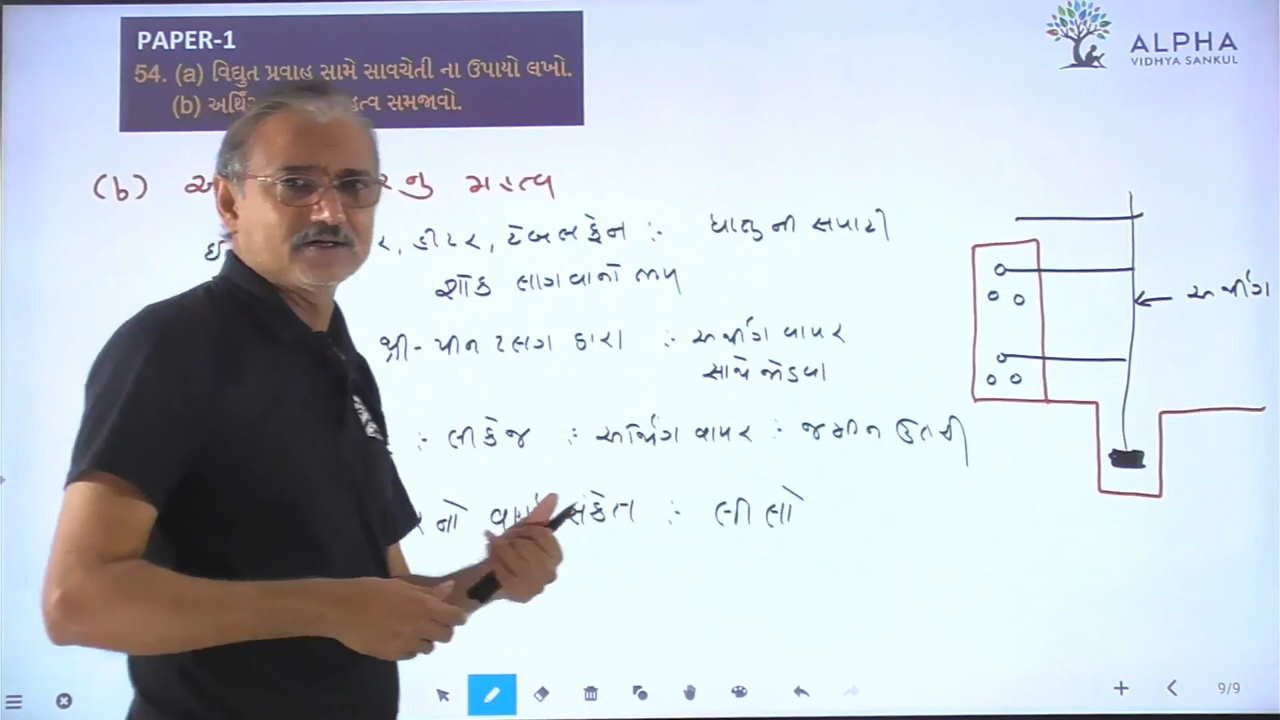 PAPER-1
54. (a) વિદ્યુત પ્રવાહ સામે સાવચેતી ના ઉપાયો લખો.
(b) સમજાવો.
ALPHA
VIDHYA SANKUL
(b) નુ મહત્વ
હીટર, ટેબલફેન :- ધાતુની સપાટી
શૉક લાગવાનો ભય
થ્રી-પીન પ્લગ દ્વારા :- અર્થીંગ વાયર
સાથે જોડવા
:- લીકેજ :- અર્થિંગ વાયર :- જમીન ઉતરી
નો વર્ણ સંકેત :- લીલો
અર્થીંગ
9/9